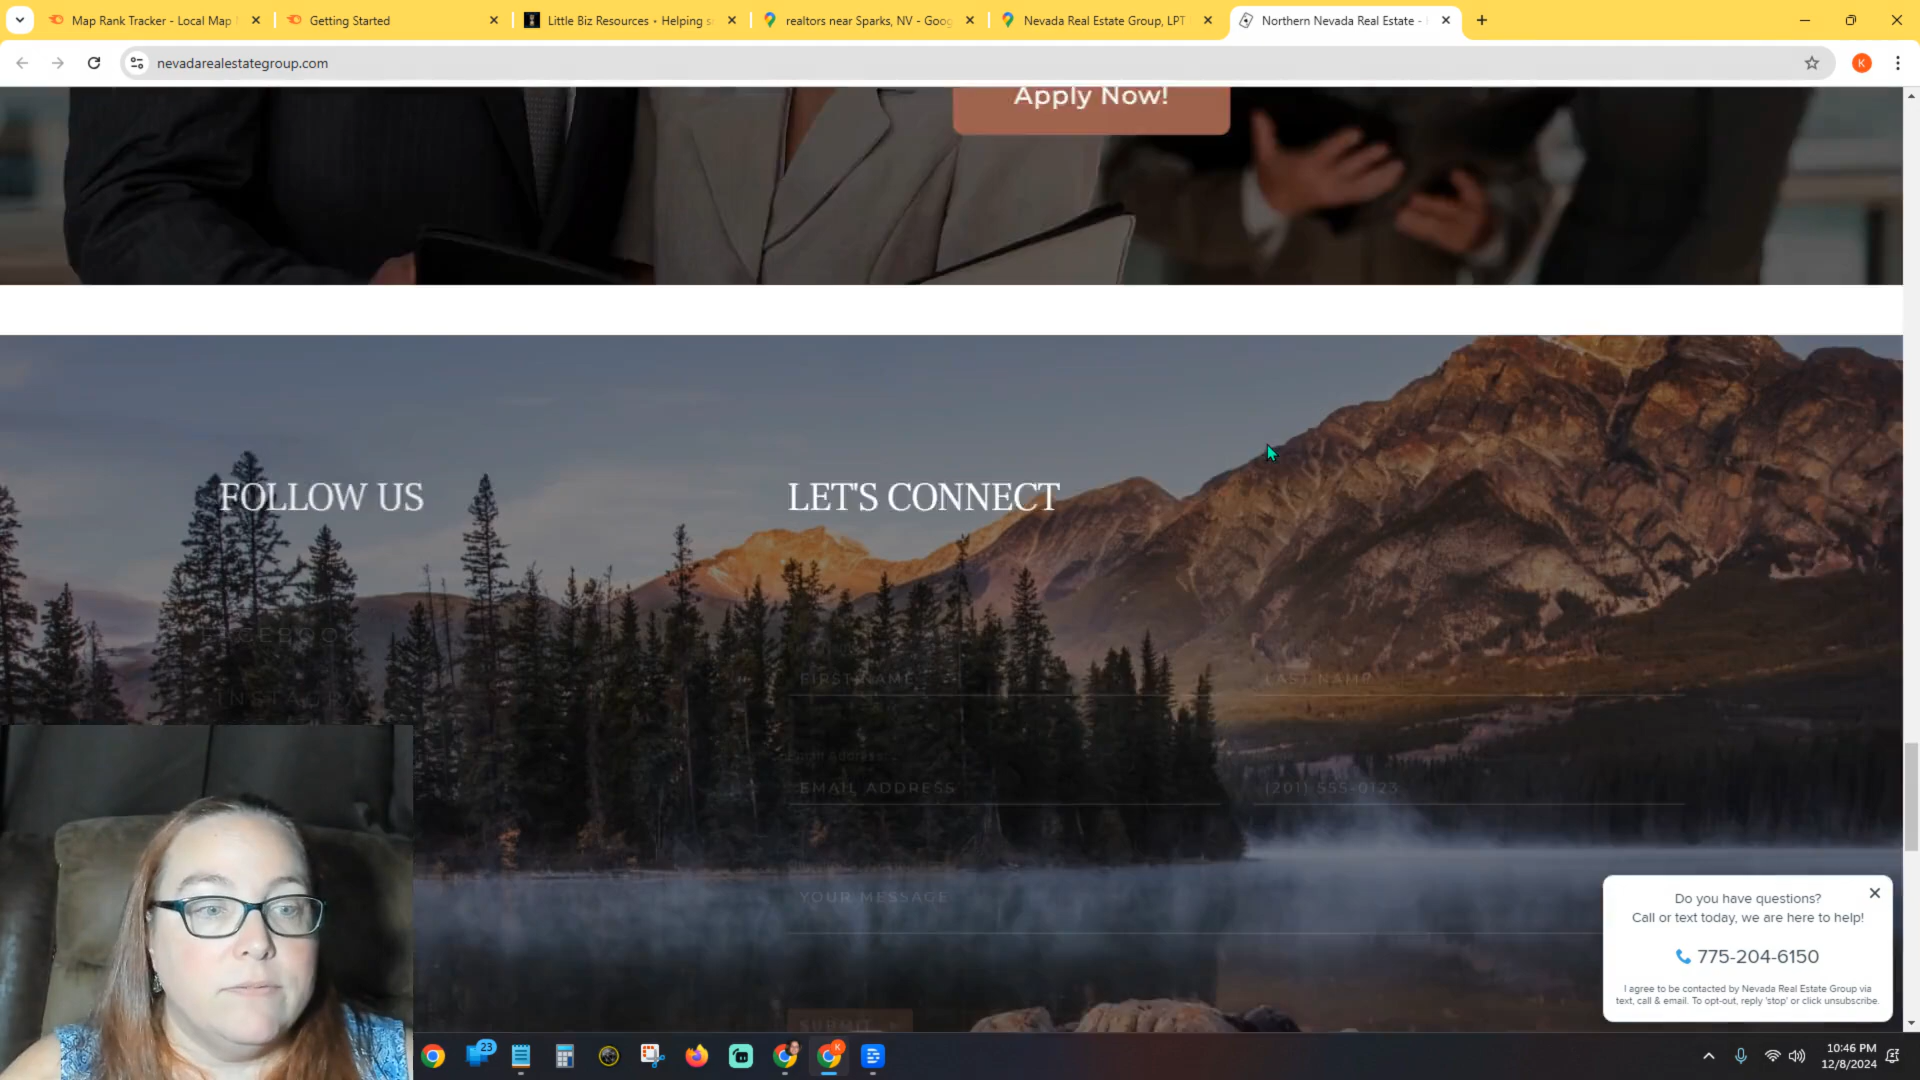 Map Rank Tracker - Local Map
Getting Started
Little Biz Resources • Helping s
realtors near Sparks, NV - Goog
Nevada Real Estate Group, LPT
Northern Nevada Real Estate -
nevadarealestategroup.com
K
Apply Now!
FOLLOW US
LET'S CONNECT
FACEBOOK
INSTAGRA
FIRST NAME
LAST NAME
Email Address:
EMAIL ADDRESS
(201) 555-0123
YOUR MESSAGE
SUBMIT
Do you have questions?
Call or text today, we are here to help!
775-204-6150
I agree to be contacted by Nevada Real Estate Group via
text, call & email. To opt-out, reply 'stop' or click unsubscribe.
23
K
10:46 PM
12/8/2024